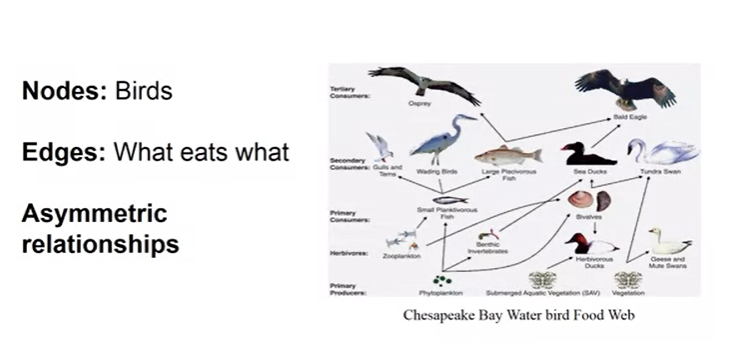 Nodes: Birds
Edges: What eats what
Asymmetric
relationships
Tertiary
Consumers:
Osprey
Bald Eagle
Secondary
Consumers:
Gulls and
Terns
Wading Birds
Large Piscivorous
Fish
Sea Ducks
Tundra Swan
Primary
Consumers:
Small Planktivorous
Fish
Bivalves
Herbivores:
Zooplankton
Benthic
Invertebrates
Herbivorous
Ducks
Geese and
Mute Swans
Primary
Producers:
Phytoplankton
Submerged Aquatic Vegetation (SAV)
Vegetation
Chesapeake Bay Water bird Food Web